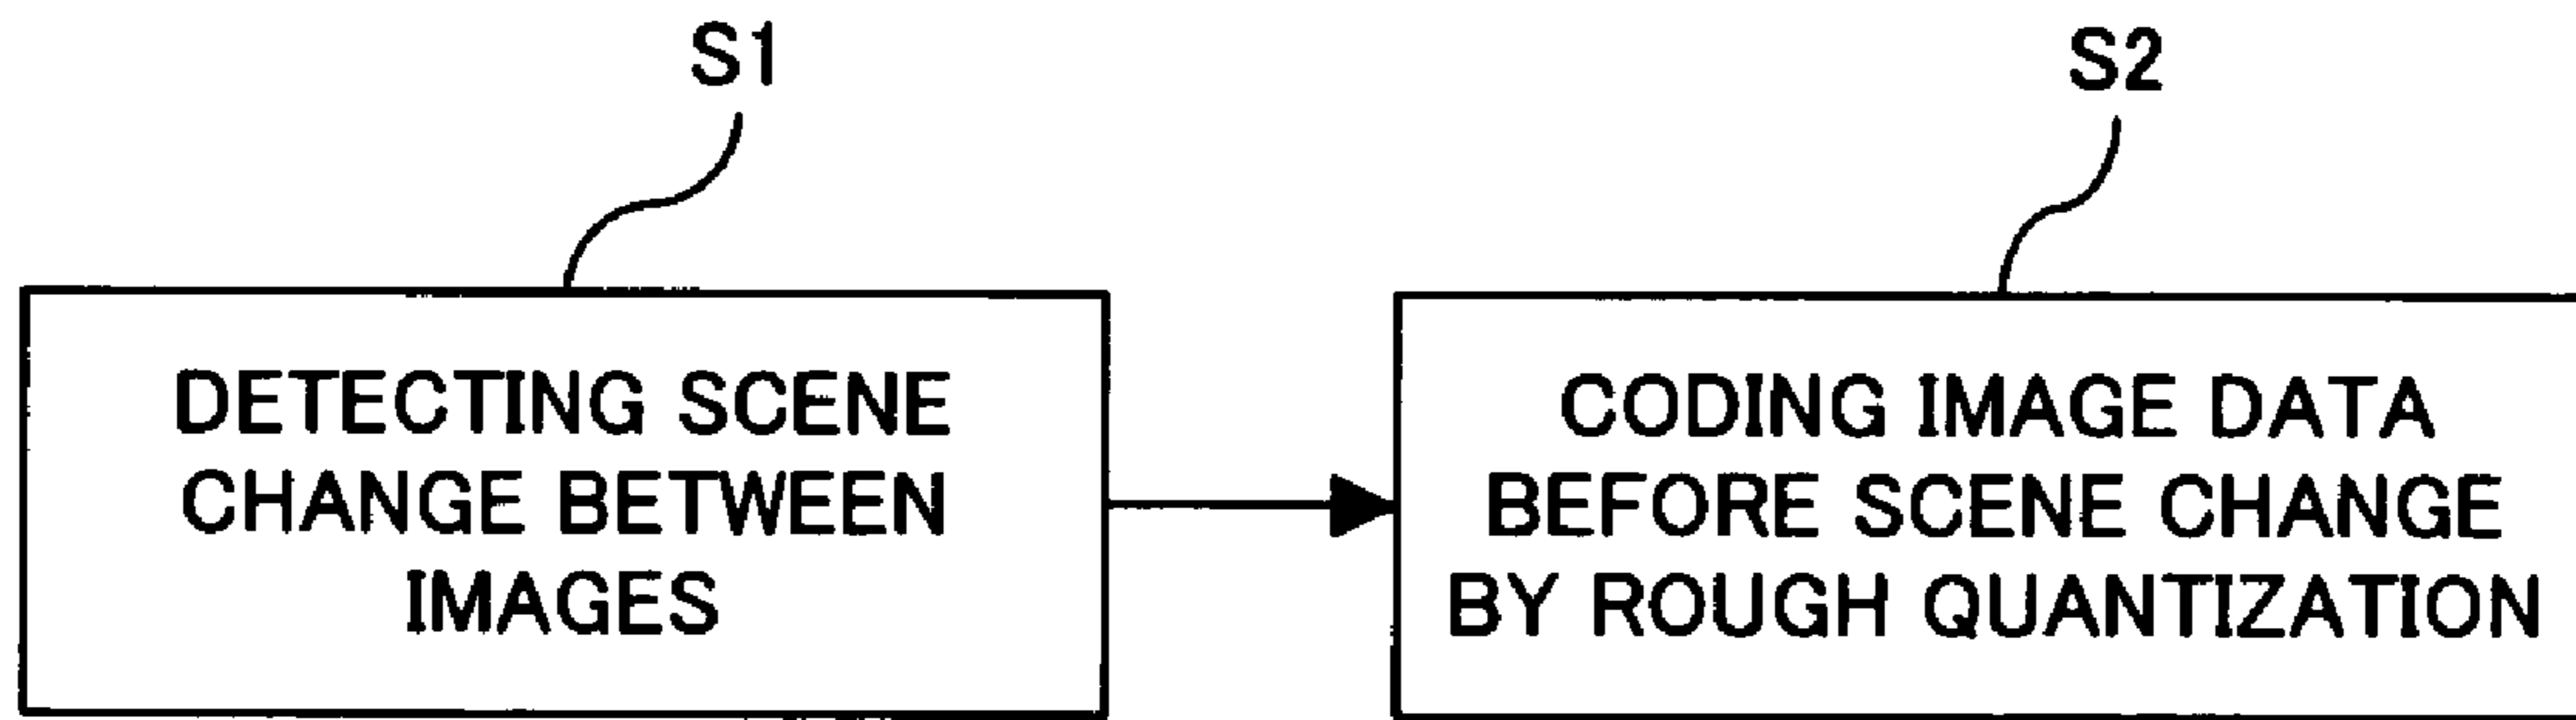 S1
S2
DETECTING SCENE
CHANGE BETWEEN
IMAGES
CODING IMAGE DATA
BEFORE SCENE CHANGE
BY ROUGH QUANTIZATION